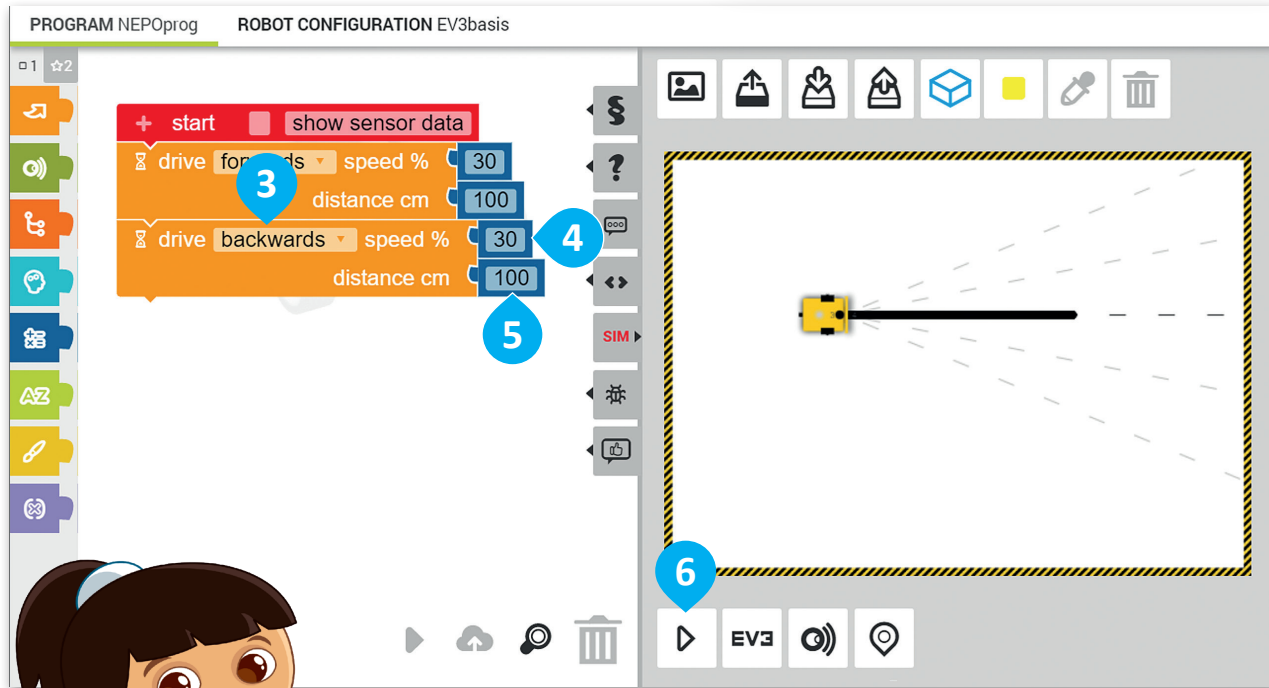 PROGRAM NEPOprog ROBOT CONFIGURATION EV3basis
1 2
+ start show sensor data
drive speed % 30
3
distance cm 100
drive backwards speed % 30 4
distance cm 100
5
SIM
AZ
6
EV3